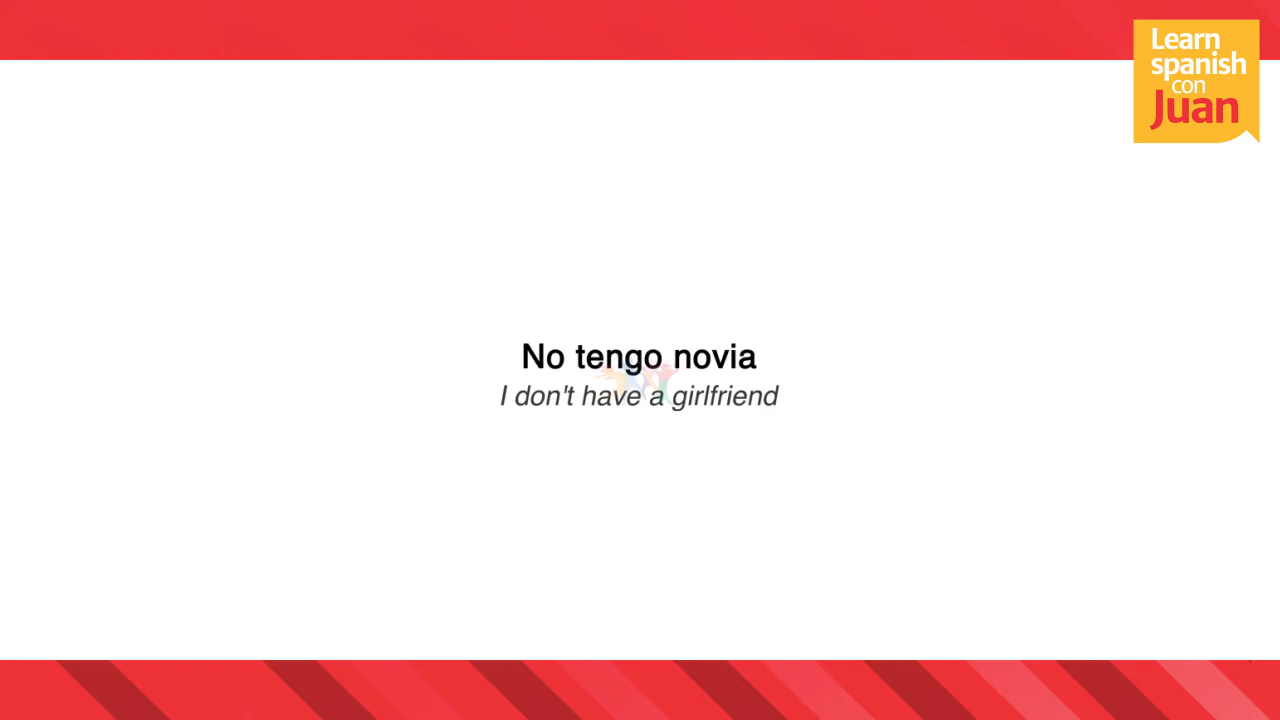 Learn
spanish
con
Juan
No tengo novia
I don't have a girlfriend